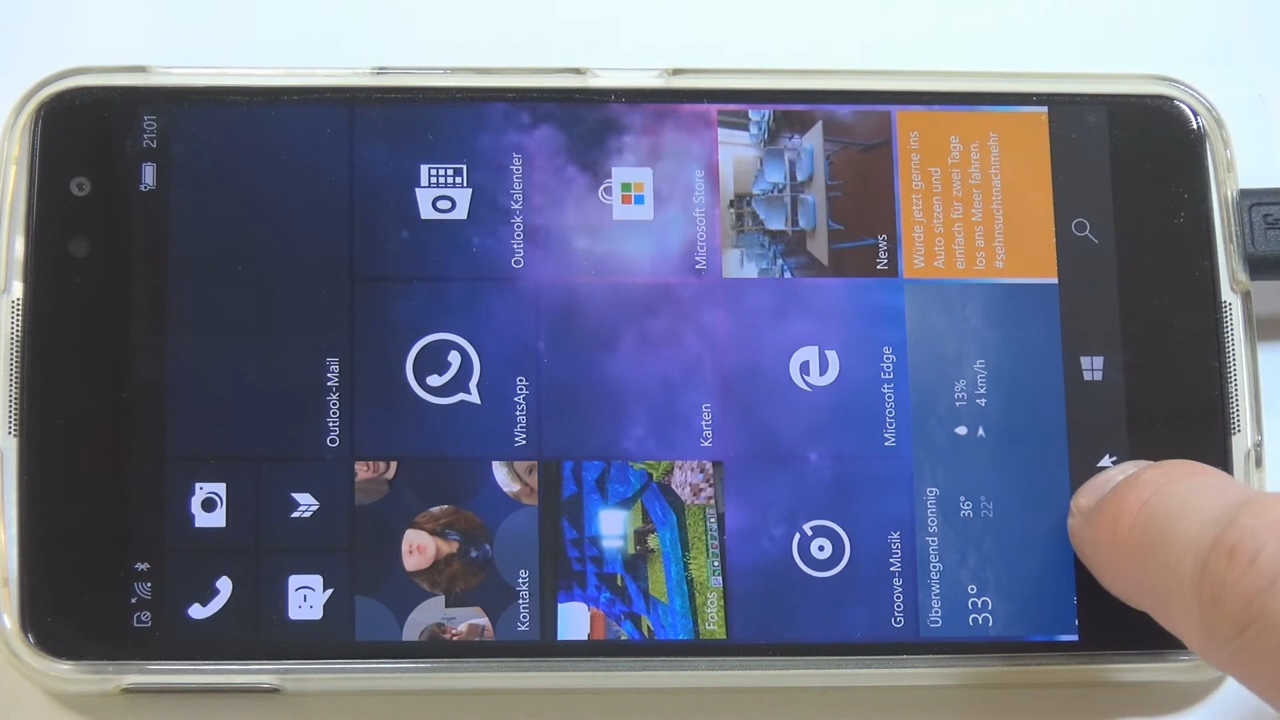 21:01
Outlook-Mail
WhatsApp
Outlook-Kalender
Kontakte
Karten
Microsoft Store
Fotos
Groove-Musik
Microsoft Edge
News
Überwiegend sonnig
33°
36°
22°
13%
4 km/h
Würde jetzt gerne ins
Auto sitzen und
einfach für zwei Tage
los ans Meer fahren.
#sehnsuchtnachmehr